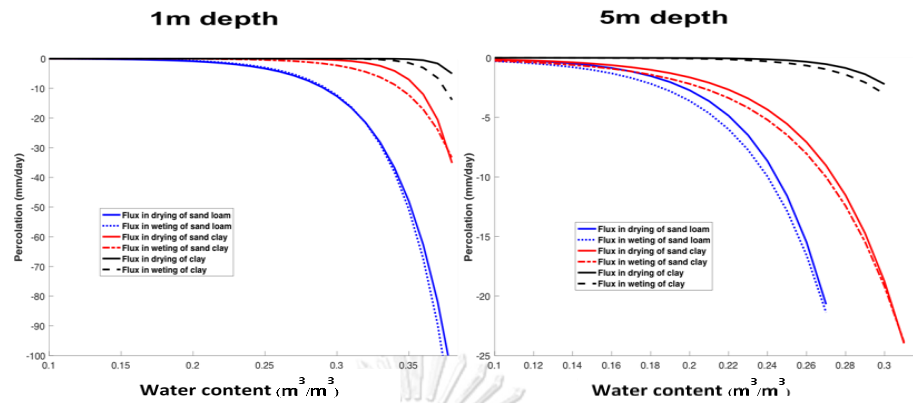 1m depth
Percolation (mm/day)
0
-10
-20
-30
-40
-50
-60
-70
-80
-90
-100
Flux in drying of sand loam
Flux in wetting of sand loam
Flux in drying of sand clay
Flux in wetting of sand clay
Flux in drying of clay
Flux in weting of clay
0.1
0.15
0.2
0.25
0.3
0.35
Water content (m³/m³)
5m depth
Percolation (mm/day)
0
-5
-10
-15
-20
-25
Flux in drying of sand loam
Flux in weting of sand loam
Flux in drying of sand clay
Flux in weting of sand clay
Flux in drying of clay
Flux in weting of clay
0.1
0.12
0.14
0.16
0.18
0.2
0.22
0.24
0.26
0.28
0.3
Water content (m³/m³)